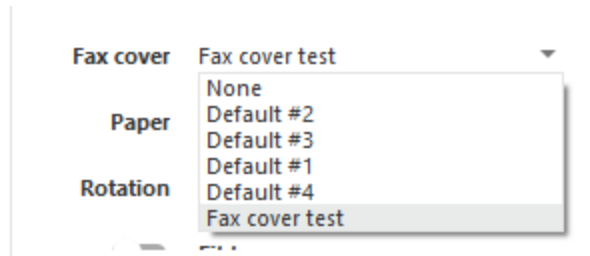 Fax cover Fax cover test
None
Default #2
Paper Default #3
Default #1
Rotation Default #4
Fax cover test